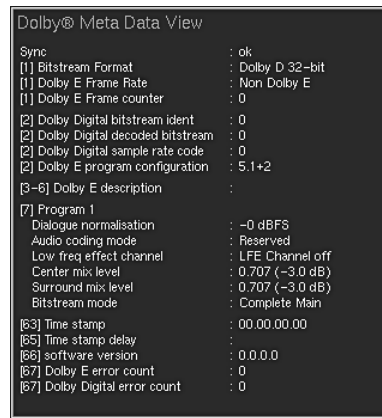 Dolby® Meta Data View
Sync : ok
[1] Bitstream Format : Dolby D 32-bit
[1] Dolby E Frame Rate : Non Dolby E
[1] Dolby E Frame counter : 0
[2] Dolby Digital bitstream ident : 0
[2] Dolby Digital decoded bitstream : 0
[2] Dolby Digital sample rate code : 0
[2] Dolby E program configuration : 5.1+2
[3-6] Dolby E description :
[7] Program 1
Dialogue normalisation : -0 dBFS
Audio coding mode : Reserved
Low freq effect channel : LFE Channel off
Center mix level : 0.707 (-3.0 dB)
Surround mix level : 0.707 (-3.0 dB)
Bitstream mode : Complete Main
[63] Time stamp : 00.00.00.00
[65] Time stamp delay :
[66] software version : 0.0.0.0
[67] Dolby E error count : 0
[67] Dolby Digital error count : 0